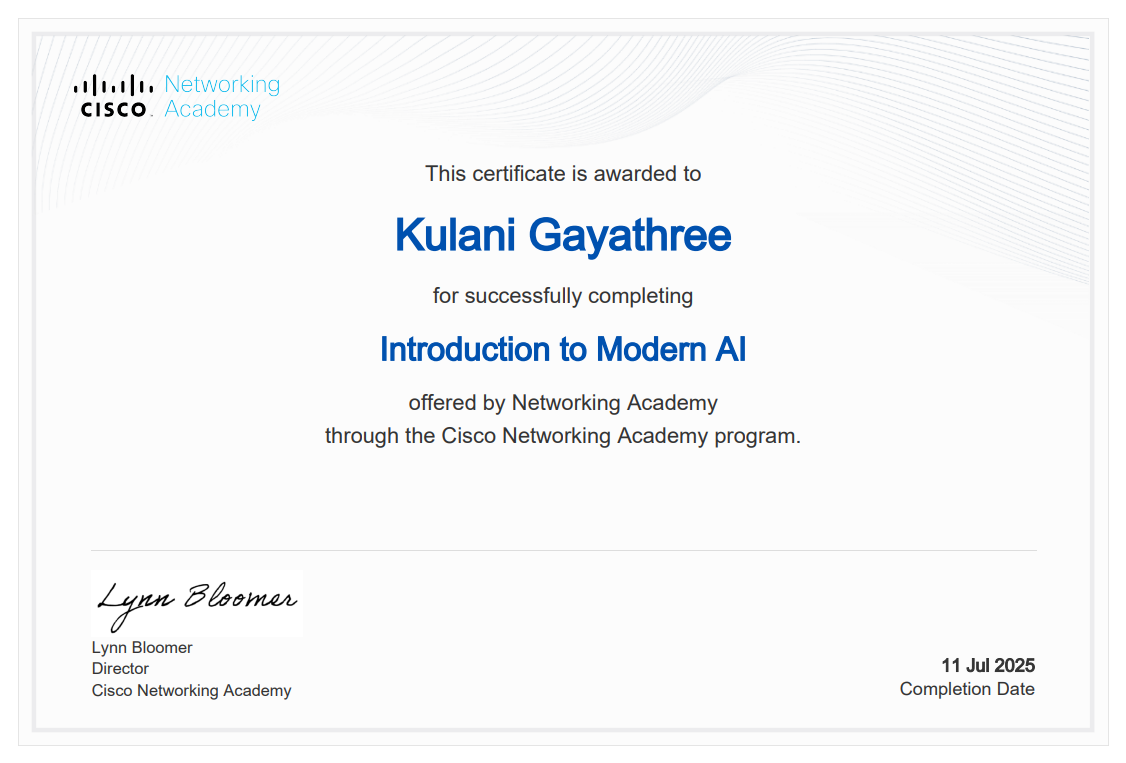 CISCO Networking
Academy
This certificate is awarded to
Kulani Gayathree
for successfully completing
Introduction to Modern AI
offered by Networking Academy
through the Cisco Networking Academy program.
Lynn Bloomer
Lynn Bloomer
Director
Cisco Networking Academy
11 Jul 2025
Completion Date